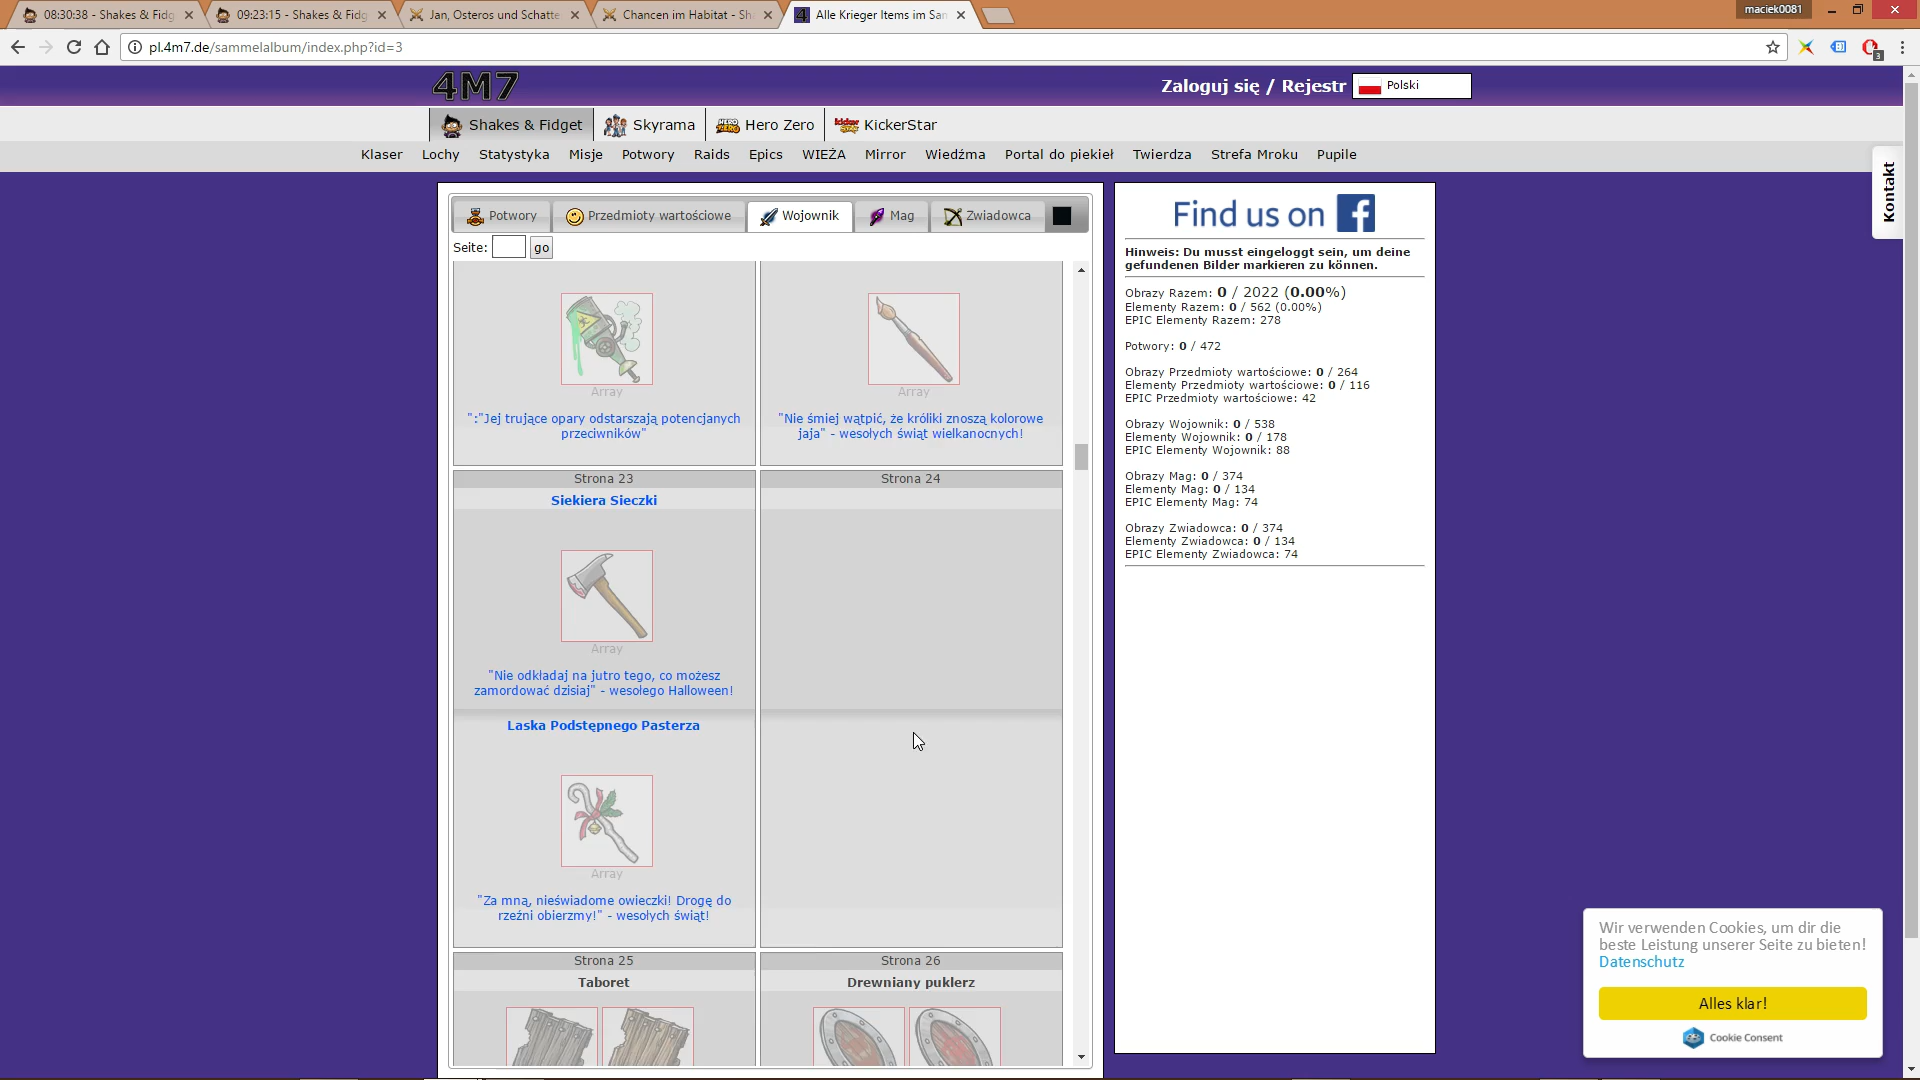 08:30:38 - Shakes & Fidg
09:23:15 - Shakes & Fidg
Jan, Osteros und Schatte
Chancen im Habitat - Sh
Alle Krieger Items im Sam
maciek0081
pl.4m7.de/sammelalbum/index.php?id=3
3
4M7
Zaloguj się / Rejestr
Polski
Shakes & Fidget
Skyrama
Hero Zero
KickerStar
Klaser
Lochy
Statystyka
Misje
Potwory
Raids
Epics
WIEŻA
Mirror
Wiedźma
Portal do piekieł
Twierdza
Strefa Mroku
Pupile
Kontakt
Potwory
Przedmioty wartościowe
Wojownik
Mag
Zwiadowca
Seite:
go
Array
":"Jej trujące opary odstarszają potencjanych
przeciwników"
Array
"Nie śmiej wątpić, że króliki znoszą kolorowe
jaja" - wesołych świąt wielkanocnych!
Strona 23
Siekiera Sieczki
Array
"Nie odkładaj na jutro tego, co możesz
zamordować dzisiaj" - wesołego Halloween!
Laska Podstępnego Pasterza
Array
"Za mną, nieświadome owieczki! Drogę do
rzeźni obierzmy!" - wesołych świąt!
Strona 24
Strona 25
Taboret
Strona 26
Drewniany puklerz
Find us on f
Hinweis: Du musst eingeloggt sein, um deine
gefundenen Bilder markieren zu können.
Obrazy Razem: 0 / 2022 (0.00%)
Elementy Razem: 0 / 562 (0.00%)
EPIC Elementy Razem: 278
Potwory: 0 / 472
Obrazy Przedmioty wartościowe: 0 / 264
Elementy Przedmioty wartościowe: 0 / 116
EPIC Przedmioty wartościowe: 42
Obrazy Wojownik: 0 / 538
Elementy Wojownik: 0 / 178
EPIC Elementy Wojownik: 88
Obrazy Mag: 0 / 374
Elementy Mag: 0 / 134
EPIC Elementy Mag: 74
Obrazy Zwiadowca: 0 / 374
Elementy Zwiadowca: 0 / 134
EPIC Elementy Zwiadowca: 74
Wir verwenden Cookies, um dir die
beste Leistung unserer Seite zu bieten!
Datenschutz
Alles klar!
Cookie Consent